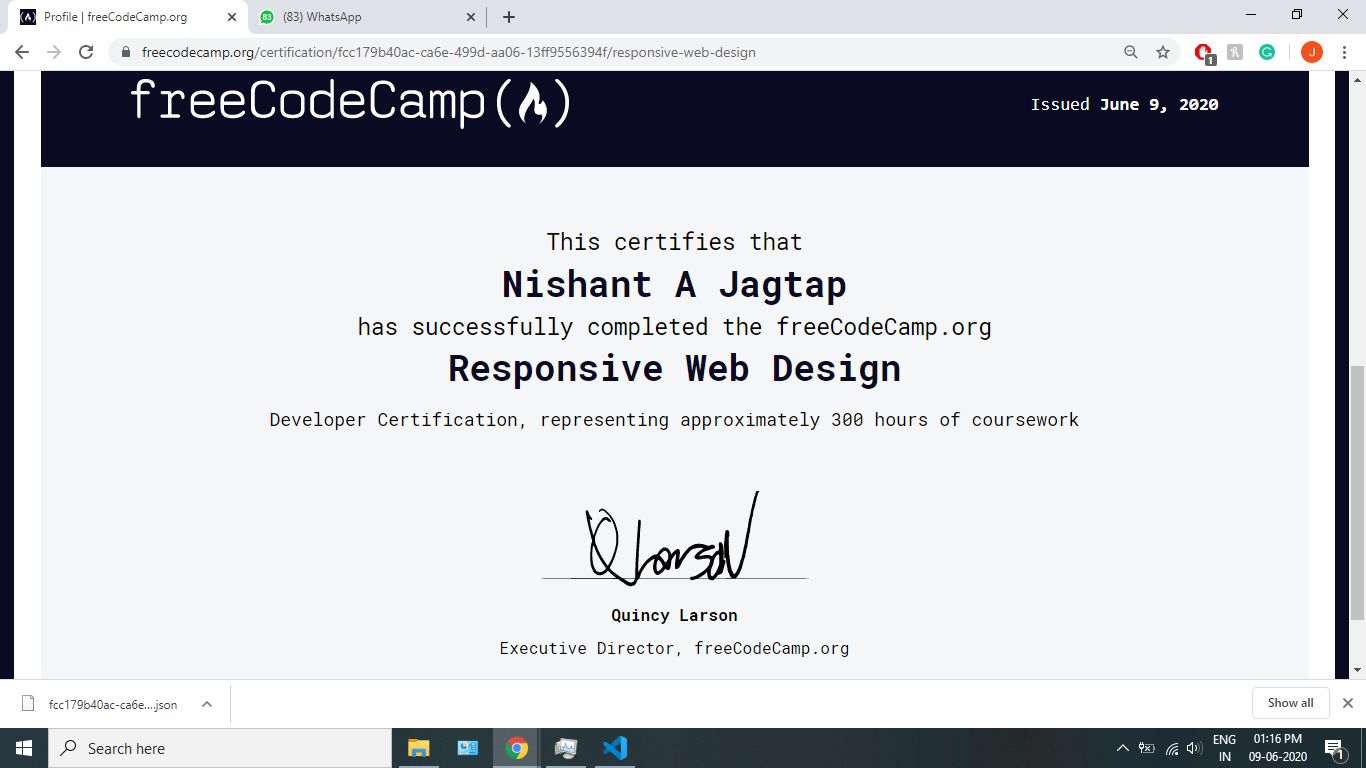 Profile | freeCodeCamp.org
(83) WhatsApp
freecodecamp.org/certification/fcc179b40ac-ca6e-499d-aa06-13ff9556394f/responsive-web-design
1
J
freeCodeCamp(🔥)
Issued June 9, 2020
This certifies that
Nishant A Jagtap
has successfully completed the freeCodeCamp.org
Responsive Web Design
Developer Certification, representing approximately 300 hours of coursework
QLarson
Quincy Larson
Executive Director, freeCodeCamp.org
fcc179b40ac-ca6e....json
Show all
Search here
ENG
IN
01:16 PM
09-06-2020
1